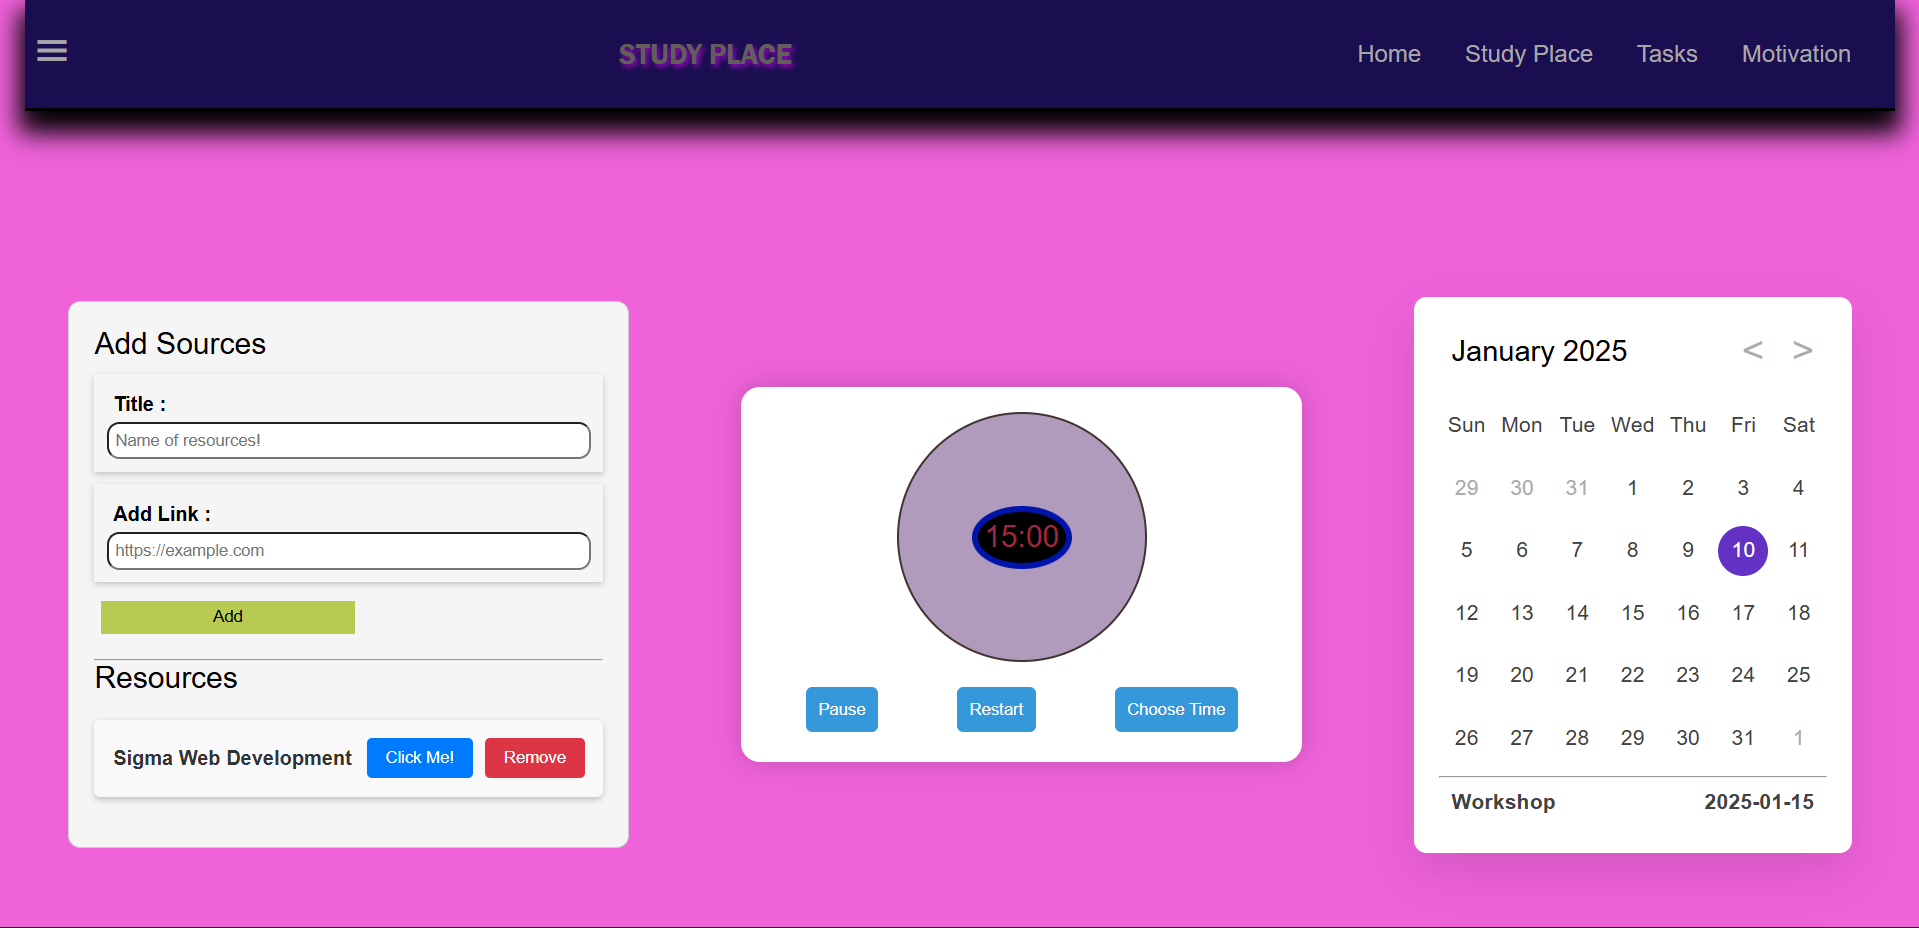 STUDY PLACE
Home Study Place Tasks Motivation
Add Sources
Title :
Name of resources!
Add Link :
https://example.com
Add
Resources
Sigma Web Development Click Me! Remove
15:00
Pause Restart Choose Time
January 2025 < >
Sun Mon Tue Wed Thu Fri Sat
29 30 31 1 2 3 4
5 6 7 8 9 10 11
12 13 14 15 16 17 18
19 20 21 22 23 24 25
26 27 28 29 30 31 1
Workshop 2025-01-15